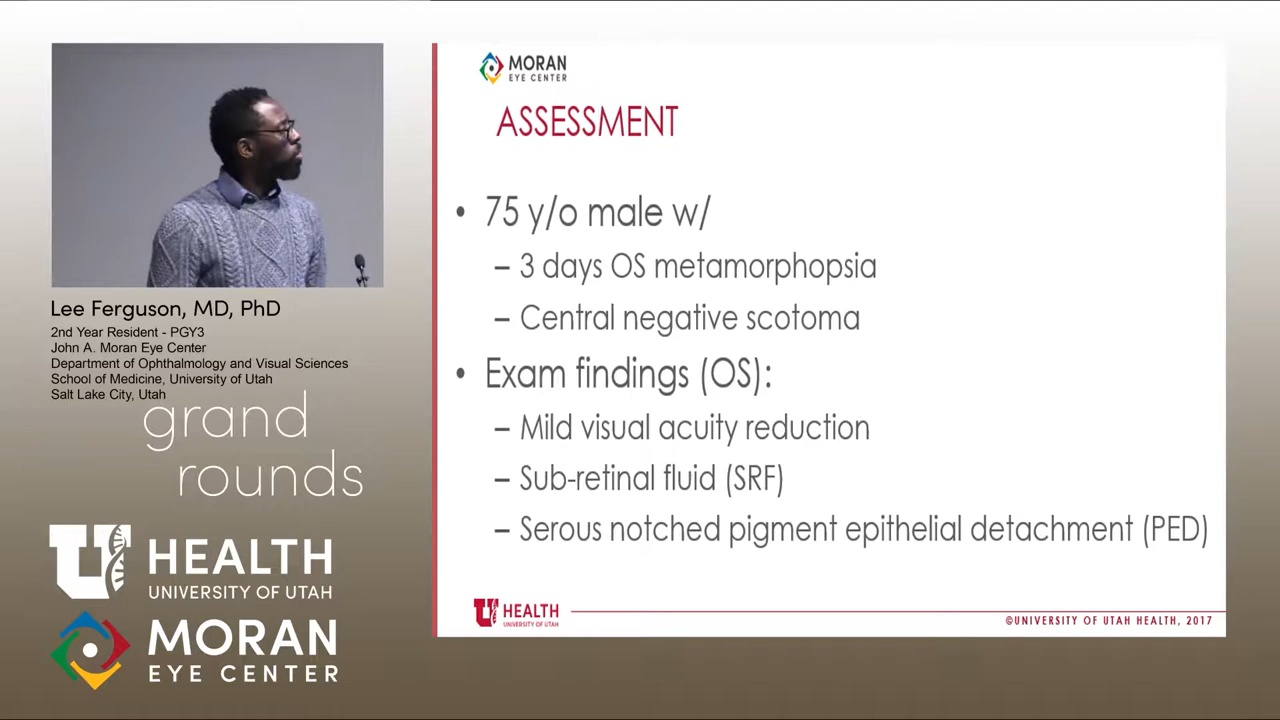 Lee Ferguson, MD, PhD
2nd Year Resident - PGY3
John A. Moran Eye Center
Department of Ophthalmology and Visual Sciences
School of Medicine, University of Utah
Salt Lake City, Utah
grand
rounds
U HEALTH
UNIVERSITY OF UTAH
MORAN
EYE CENTER
MORAN
EYE CENTER
ASSESSMENT
• 75 y/o male w/
– 3 days OS metamorphopsia
– Central negative scotoma
• Exam findings (OS):
– Mild visual acuity reduction
– Sub-retinal fluid (SRF)
– Serous notched pigment epithelial detachment (PED)
U HEALTH
UNIVERSITY OF UTAH
©UNIVERSITY OF UTAH HEALTH, 2017